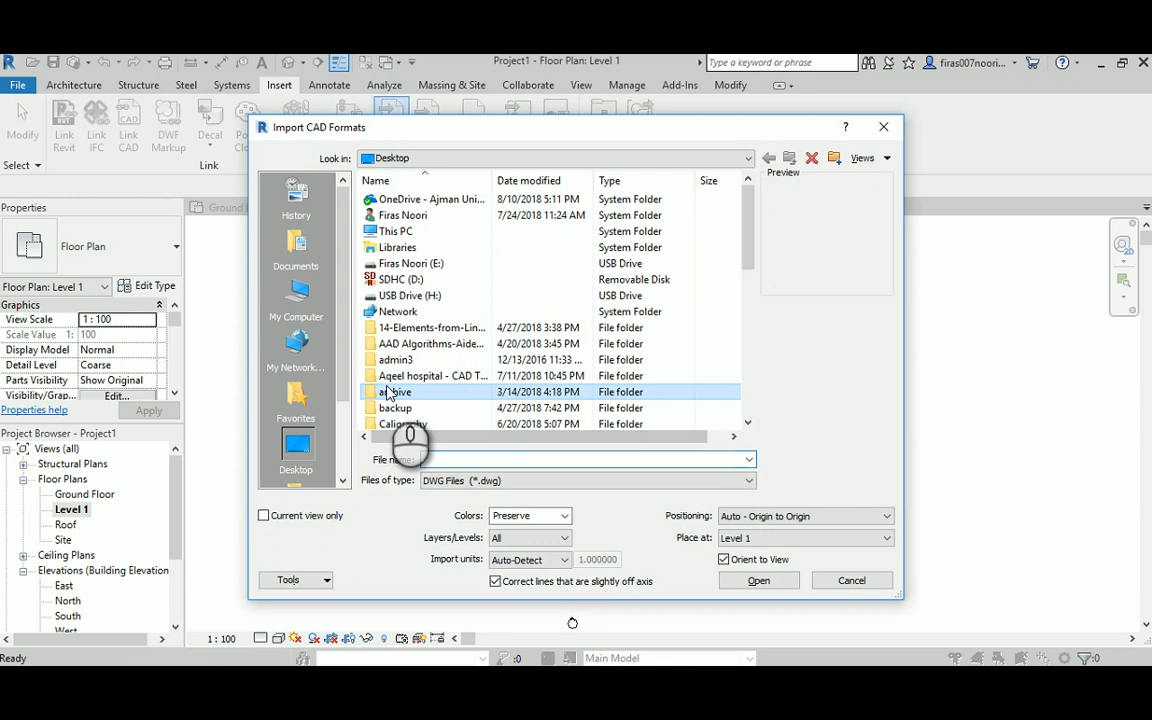 Project1 - Floor Plan: Level 1
Type a keyword or phrase
firas007noori...
File Architecture Structure Steel Systems Insert Annotate Analyze Massing & Site Collaborate View Manage Add-Ins Modify
Modify
Link Revit
Link IFC
Link CAD
DWF Markup
Decal
Select
Link
Import CAD Formats
Look in: Desktop
Views
Preview
Name Date modified Type Size
OneDrive - Ajman Uni... 8/10/2018 5:11 PM System Folder
Firas Noori 7/24/2018 11:24 AM System Folder
This PC System Folder
Libraries System Folder
Firas Noori (E:) USB Drive
SDHC (D:) Removable Disk
USB Drive (H:) USB Drive
Network System Folder
14-Elements-from-Lin... 4/27/2018 3:38 PM File folder
AAD Algorithms-Aide... 4/20/2018 3:45 PM File folder
admin3 12/13/2016 11:33 ... File folder
Aqeel hospital - CAD T... 7/11/2018 10:45 PM File folder
archive 3/14/2018 4:18 PM File folder
backup 4/27/2018 7:42 PM File folder
6/20/2018 5:07 PM File folder
History
Documents
My Computer
My Network...
Favorites
Desktop
File name:
Files of type: DWG Files (*.dwg)
Current view only
Colors: Preserve
Layers/Levels: All
Import units: Auto-Detect 1.000000
Correct lines that are slightly off axis
Positioning: Auto - Origin to Origin
Place at: Level 1
Orient to View
Tools
Open
Cancel
Properties
Floor Plan
Floor Plan: Level 1 Edit Type
Graphics
View Scale 1 : 100
Scale Value 1: 100
Display Model Normal
Detail Level Coarse
Parts Visibility Show Original
Visibility/Grap... Edit...
Properties help Apply
Project Browser - Project1
Views (all)
Structural Plans
Floor Plans
Ground Floor
Level 1
Roof
Site
Ceiling Plans
Elevations (Building Elevation
East
North
South
West
1 : 100
Ready
:0
Main Model
:0